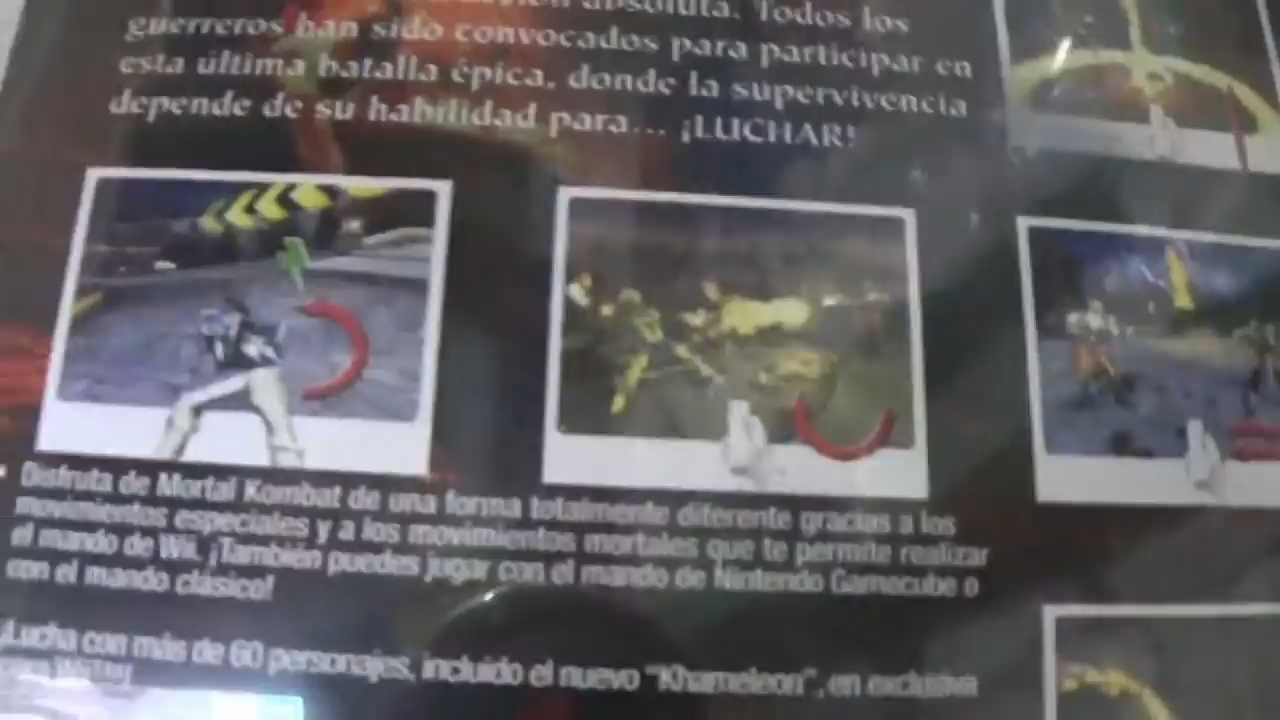 absoluta. Todos los
guerreros han sido convocados para participar en
esta última batalla épica, donde la supervivencia
depende de su habilidad para... ¡LUCHAR!
Disfruta de Mortal Kombat de una forma totalmente diferente gracias a los
movimientos especiales y a los movimientos mortales que te permite realizar
el mando de Wii. ¡También puedes jugar con el mando de Nintendo Gamecube o
con el mando clásico!
¡Lucha con más de 60 personajes, incluido el nuevo "Khameleon", en exclusiva